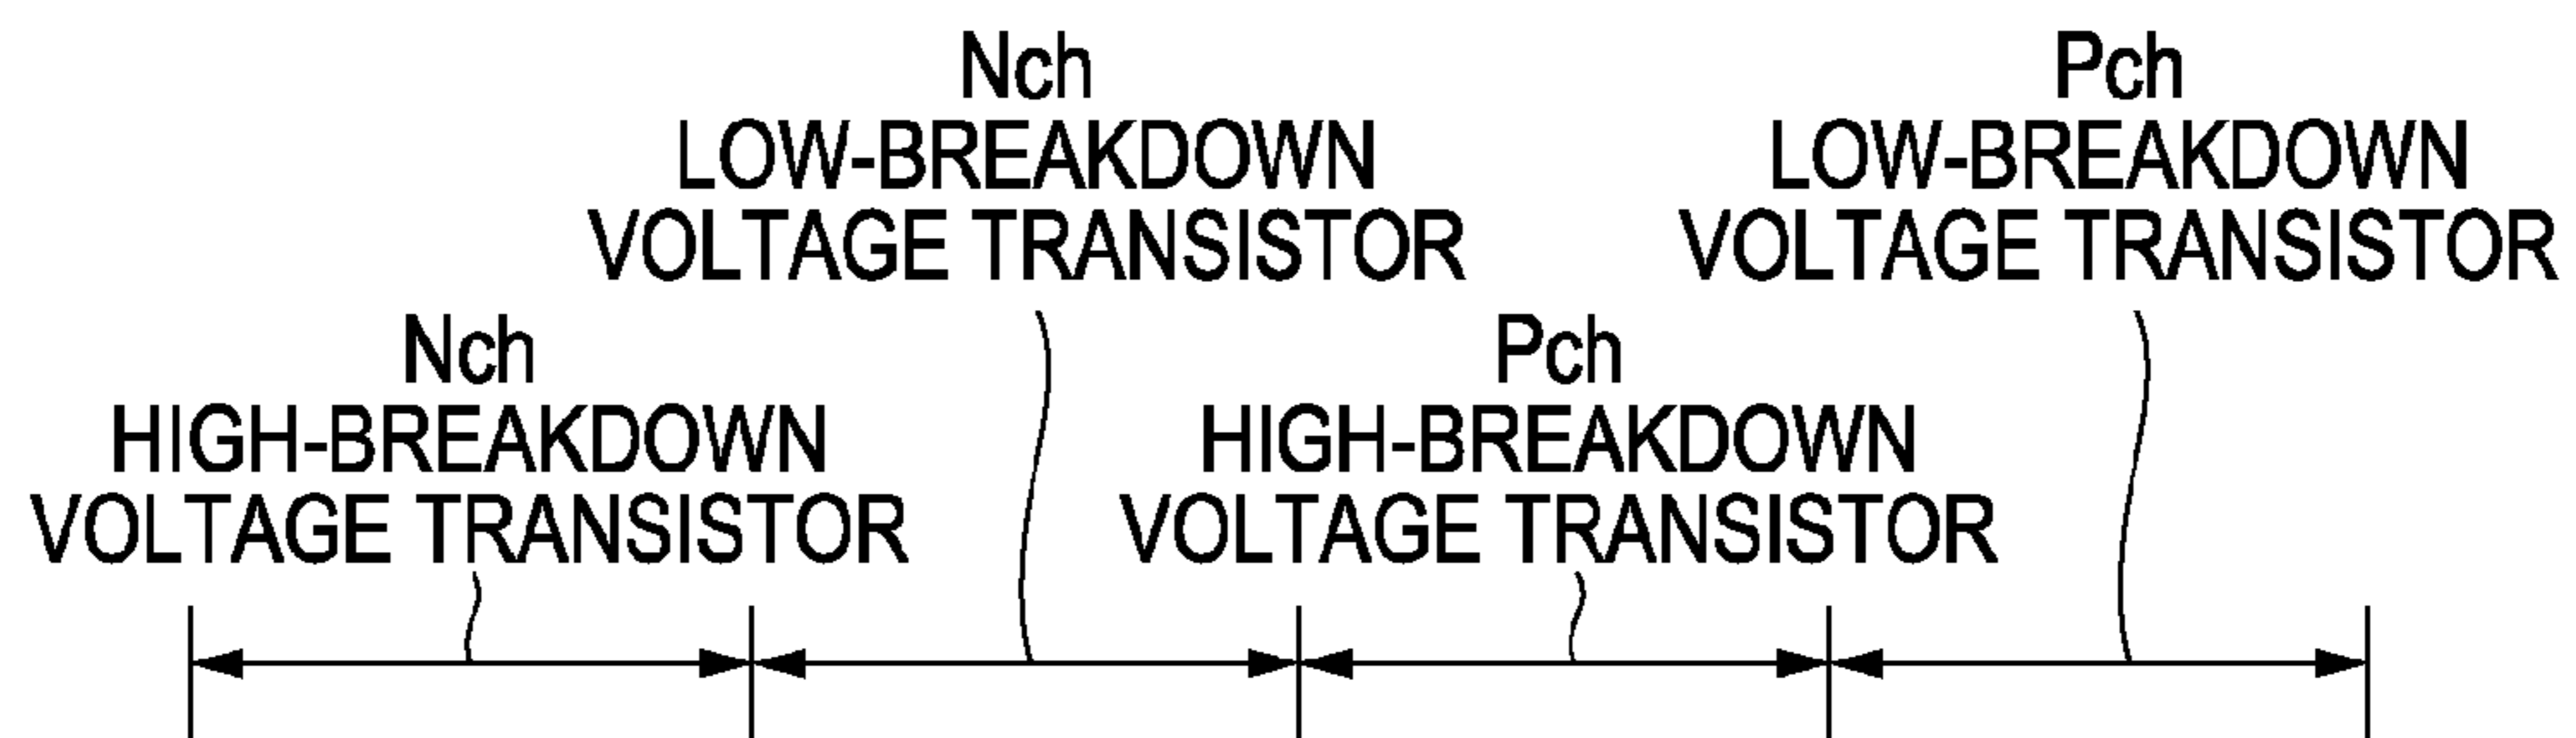 Nch
LOW-BREAKDOWN
VOLTAGE TRANSISTOR
Pch
LOW-BREAKDOWN
VOLTAGE TRANSISTOR
Nch
HIGH-BREAKDOWN
VOLTAGE TRANSISTOR
Pch
HIGH-BREAKDOWN
VOLTAGE TRANSISTOR